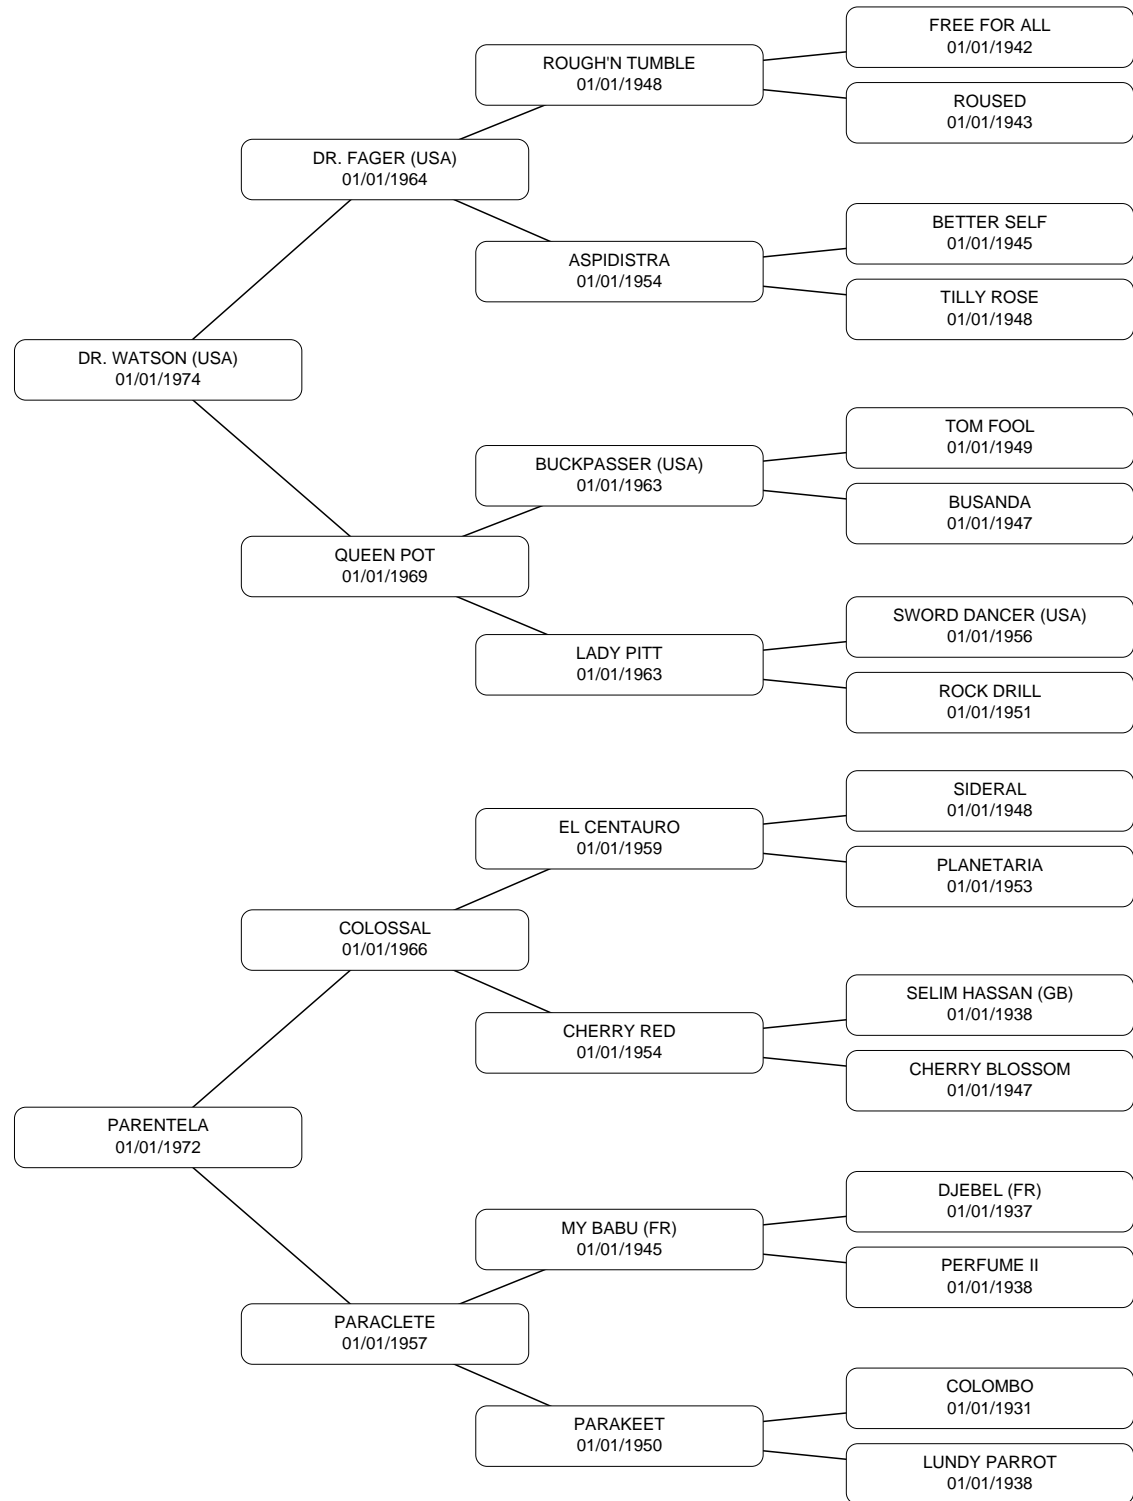 FREE FOR ALL
01/01/1942
ROUGH'N TUMBLE
01/01/1948
ROUSED
01/01/1943
DR. FAGER (USA)
01/01/1964
BETTER SELF
01/01/1945
ASPIDISTRA
01/01/1954
TILLY ROSE
01/01/1948
DR. WATSON (USA)
01/01/1974
TOM FOOL
01/01/1949
BUCKPASSER (USA)
01/01/1963
BUSANDA
01/01/1947
QUEEN POT
01/01/1969
SWORD DANCER (USA)
01/01/1956
LADY PITT
01/01/1963
ROCK DRILL
01/01/1951
SIDERAL
01/01/1948
EL CENTAURO
01/01/1959
PLANETARIA
01/01/1953
COLOSSAL
01/01/1966
SELIM HASSAN (GB)
01/01/1938
CHERRY RED
01/01/1954
CHERRY BLOSSOM
01/01/1947
PARENTELA
01/01/1972
DJEBEL (FR)
01/01/1937
MY BABU (FR)
01/01/1945
PERFUME II
01/01/1938
PARACLETE
01/01/1957
COLOMBO
01/01/1931
PARAKEET
01/01/1950
LUNDY PARROT
01/01/1938